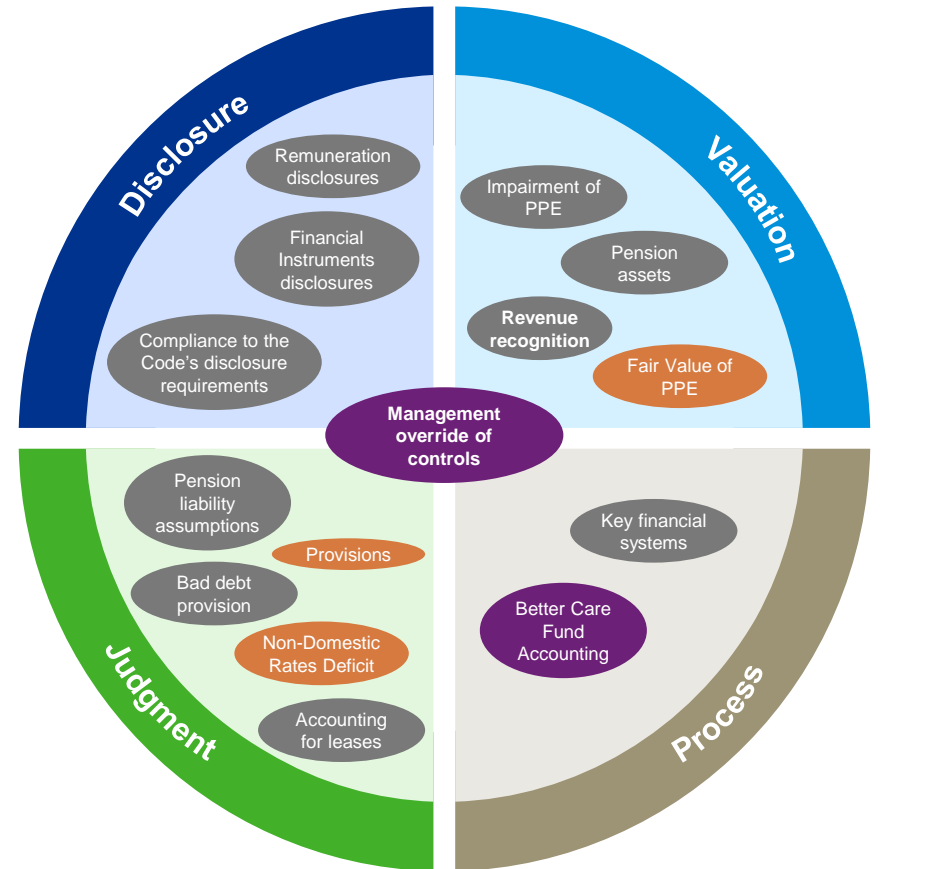 Disclosure
Remuneration
disclosures
Financial
Instruments
disclosures
Compliance to the
Code's disclosure
requirements
Valuation
Impairment of
PPE
Pension
assets
Revenue
recognition
Fair Value of
PPE
Management
override of
controls
Judgment
Pension
liability
assumptions
Provisions
Bad debt
provision
Non-Domestic
Rates Deficit
Accounting
for leases
Process
Key financial
systems
Better Care
Fund
Accounting